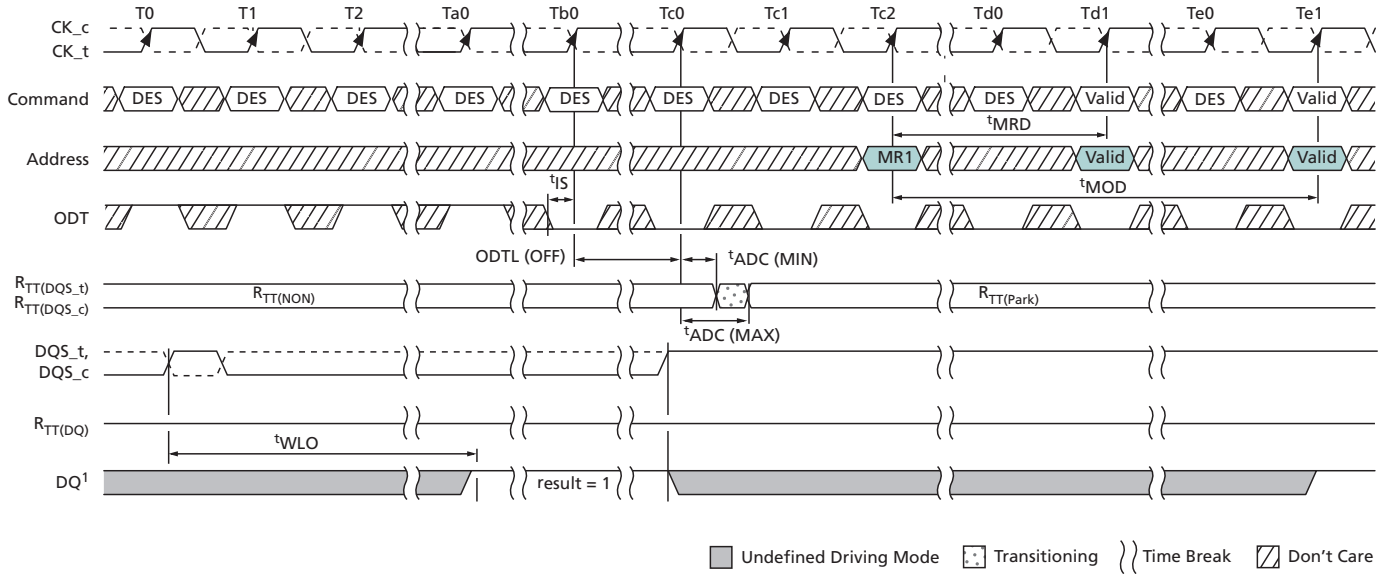 T0 T1 T2 Ta0 Tb0 Tc0 Tc1 Tc2 Td0 Td1 Te0 Te1
CK_c
CK_t
Command DES DES DES DES DES DES DES DES DES Valid DES Valid
tMRD
Address MR1 Valid Valid
tIS
tMOD
ODT
ODTL (OFF) tADC (MIN)
RTT(DQS_t)
RTT(DQS_c)
RTT(NON) RTT(Park)
tADC (MAX)
DQS_t,
DQS_c
RTT(DQ)
tWLO
DQ1 result = 1
Undefined Driving Mode Transitioning Time Break Don't Care